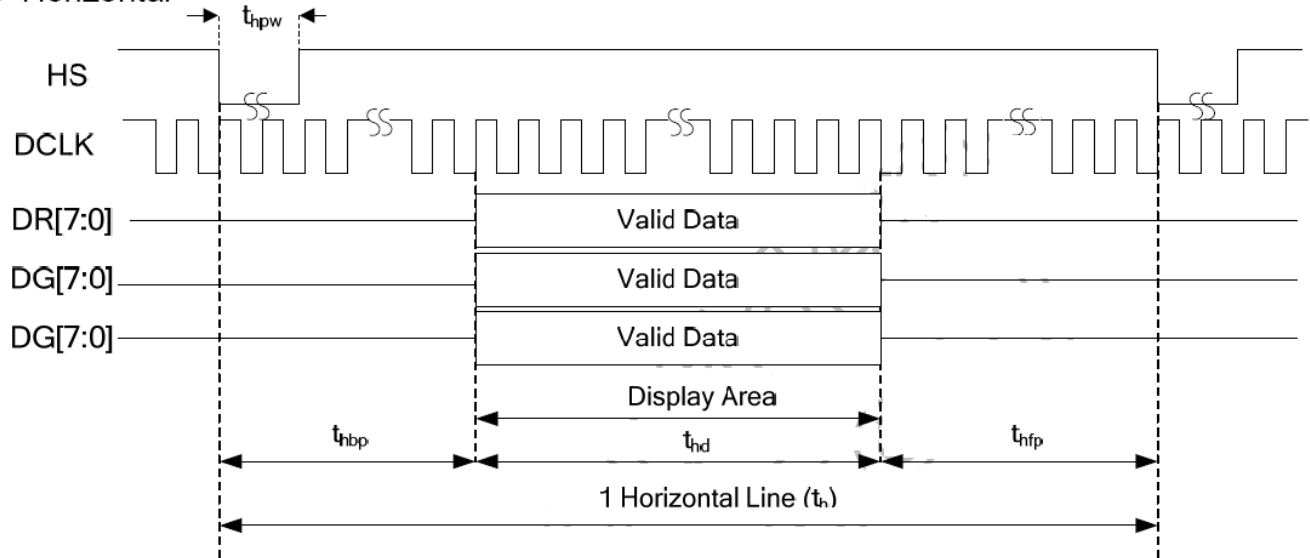 Horizontal
thpw
HS
DCLK
DR[7:0]
Valid Data
DG[7:0]
Valid Data
DG[7:0]
Valid Data
Display Area
thbp
thd
thfp
1 Horizontal Line (th)